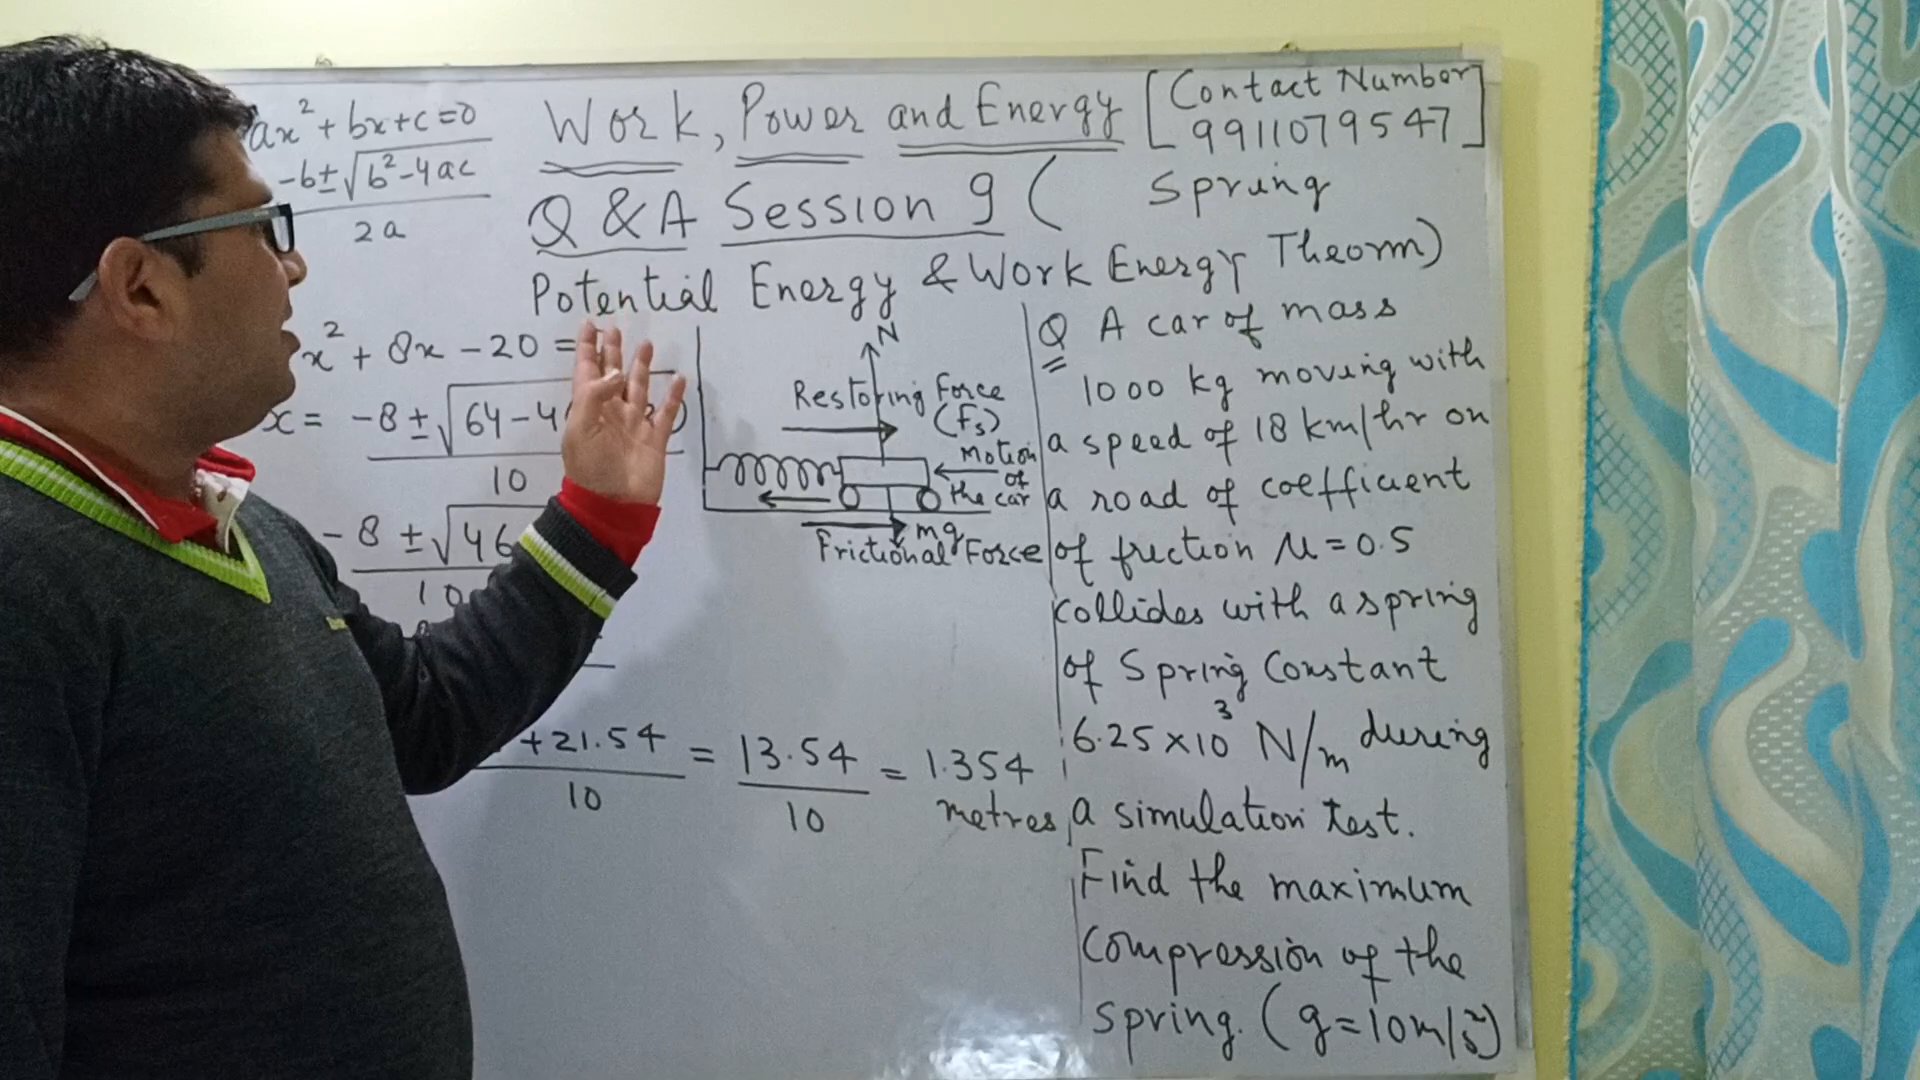 ax² + bx + c = 0
-b ± √b² - 4ac
2a
Work, Power and Energy
[Contact Number
9911079547]
Q & A Session 9 ( Spring
Potential Energy & Work Energy Theorm)
x² + 8x - 20 =
x = -8 ± √64 - 4
10
- 8 ± √46
10
+21.54 = 13.54 = 1.354
10 10 metres
N
Restoring Force
(Fs)
Motion
of
the car
mg
Frictional Force
Q A car of mass
1000 kg moving with
a speed of 18 km/hr on
a road of coefficient
of friction μ = 0.5
collides with a spring
of Spring Constant
6.25 × 10³ N/m during
a simulation test.
Find the maximum
compression of the
spring. (g = 10 m/s²)